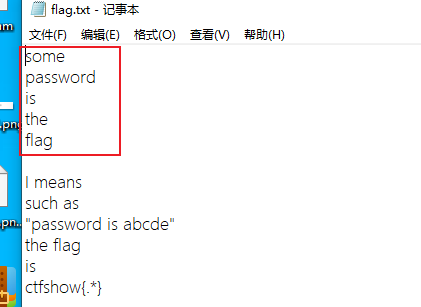 flag.txt - 记事本
文件(F) 编辑(E) 格式(O) 查看(V) 帮助(H)
some
password
is
the
flag
I means
such as
"password is abcde"
the flag
is
ctfshow{.*}